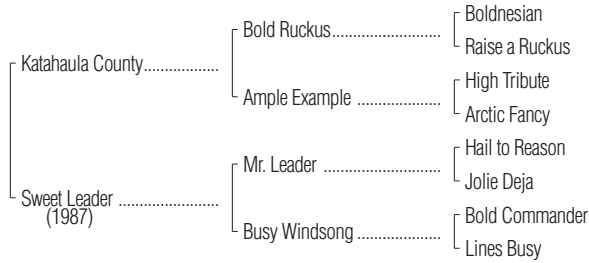 Boldnesian
Bold Ruckus....................
Raise a Ruckus
Katahaula County.................
High Tribute
Ample Example ...................
Arctic Fancy
Hail to Reason
Mr. Leader ......................
Jolie Deja
Sweet Leader .......................
(1987)
Bold Commander
Busy Windsong ...................
Lines Busy